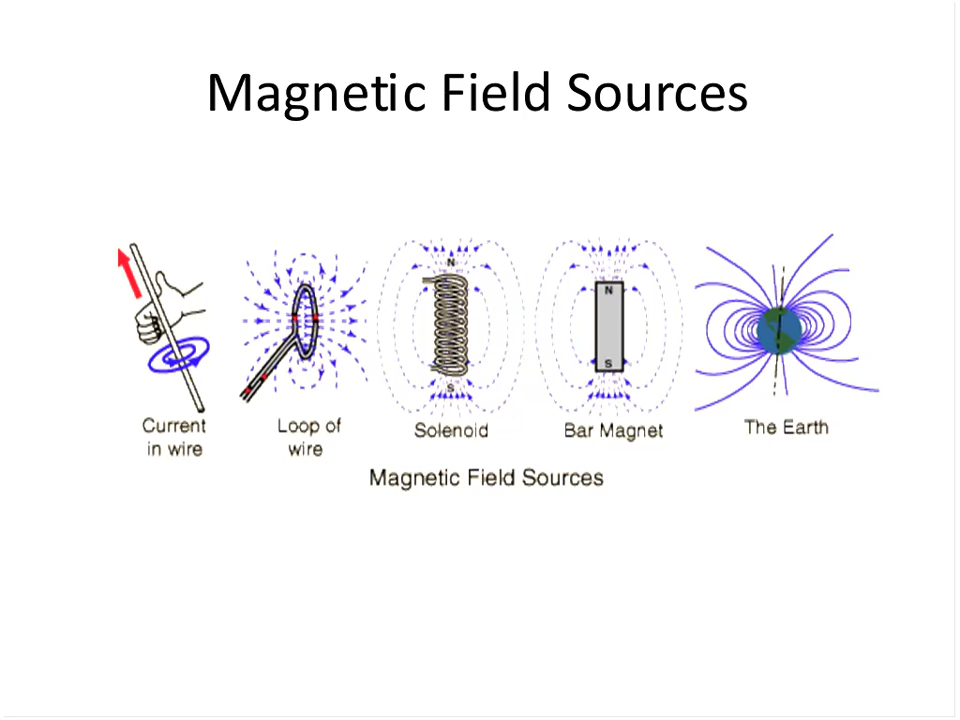 Magnetic Field Sources
N
S
N
S
Current
in wire
Loop of
wire
Solenoid
Bar Magnet
The Earth
Magnetic Field Sources